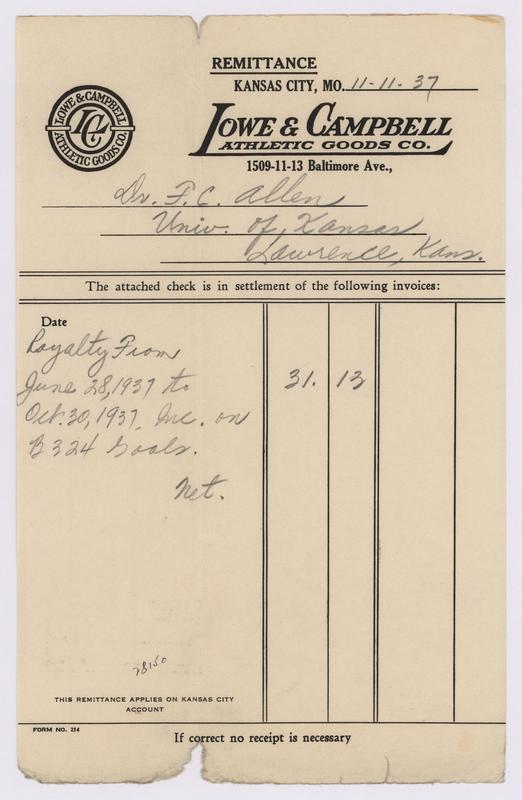 REMITTANCE
KANSAS CITY, MO. 11-11-37
LOWE & CAMPBELL
ATHLETIC GOODS CO.
LC
LOWE & CAMPBELL
ATHLETIC GOODS CO.
1509-11-13 Baltimore Ave.,
Dr. F. C. Allen
Univ. of Kansas
Lawrence, Kans.
The attached check is in settlement of the following invoices:
Date
Royalty From
June 28, 1937 to 31. 13
Oct. 30, 1937, Inc. on
B 324 Goals.
Net.
78150
THIS REMITTANCE APPLIES ON KANSAS CITY
ACCOUNT
FORM NO. 214
If correct no receipt is necessary